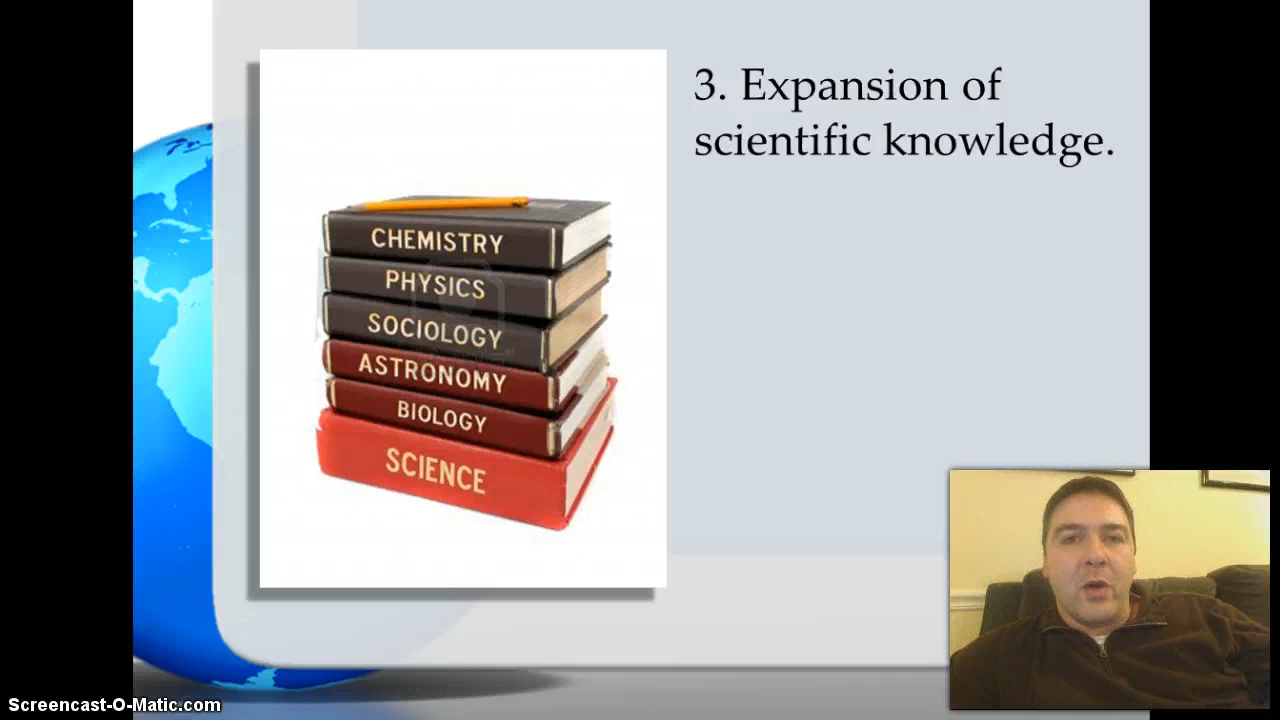 3. Expansion of
scientific knowledge.
CHEMISTRY
PHYSICS
SOCIOLOGY
ASTRONOMY
BIOLOGY
SCIENCE
Screencast-O-Matic.com